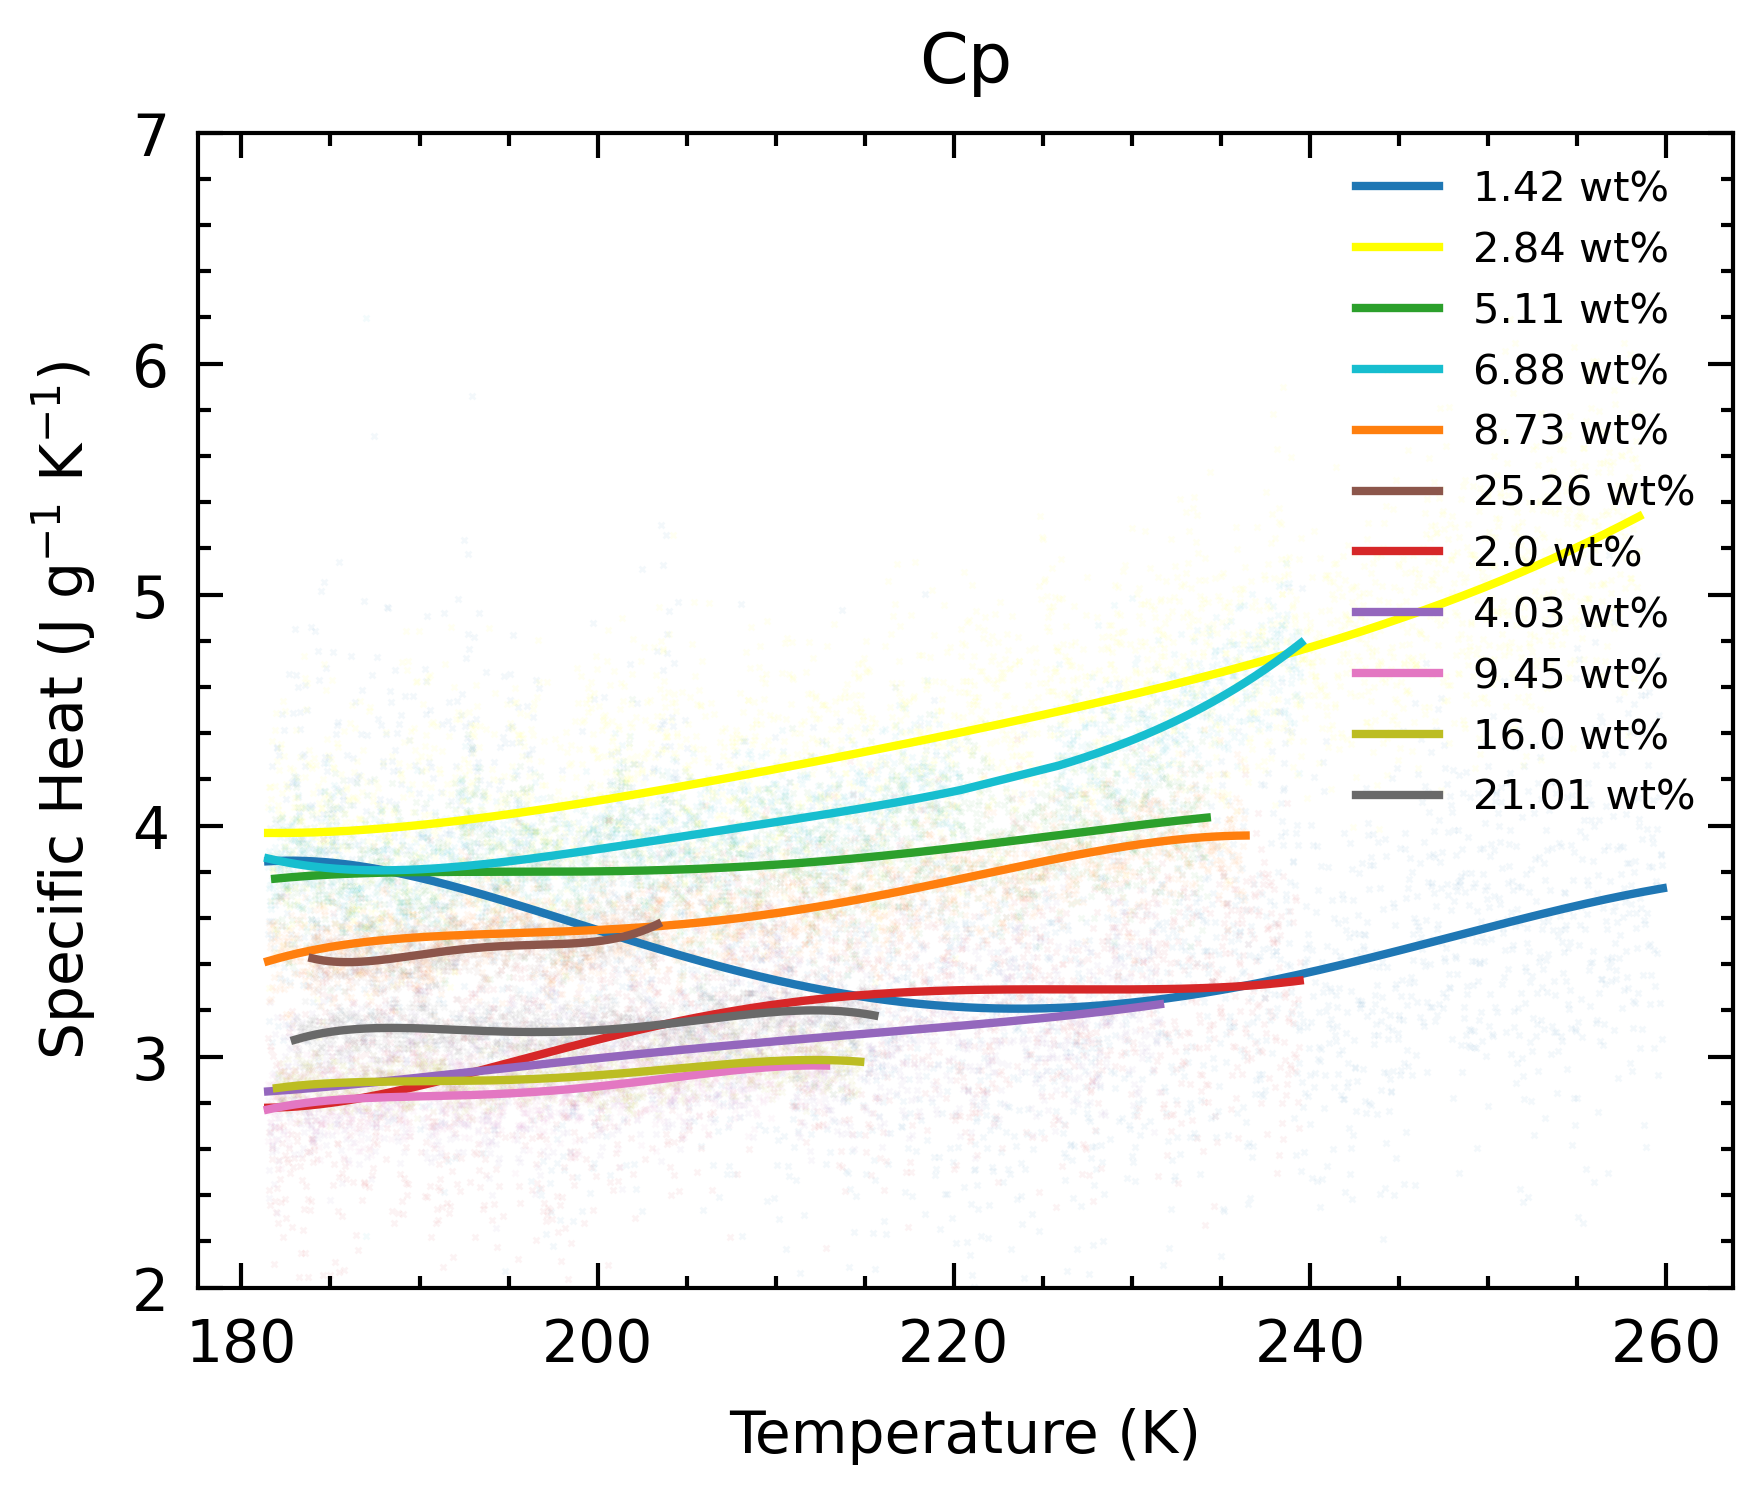 Cp
7
6
5
4
3
2
Specific Heat (J g⁻¹ K⁻¹)
1.42 wt%
2.84 wt%
5.11 wt%
6.88 wt%
8.73 wt%
25.26 wt%
2.0 wt%
4.03 wt%
9.45 wt%
16.0 wt%
21.01 wt%
180 200 220 240 260
Temperature (K)